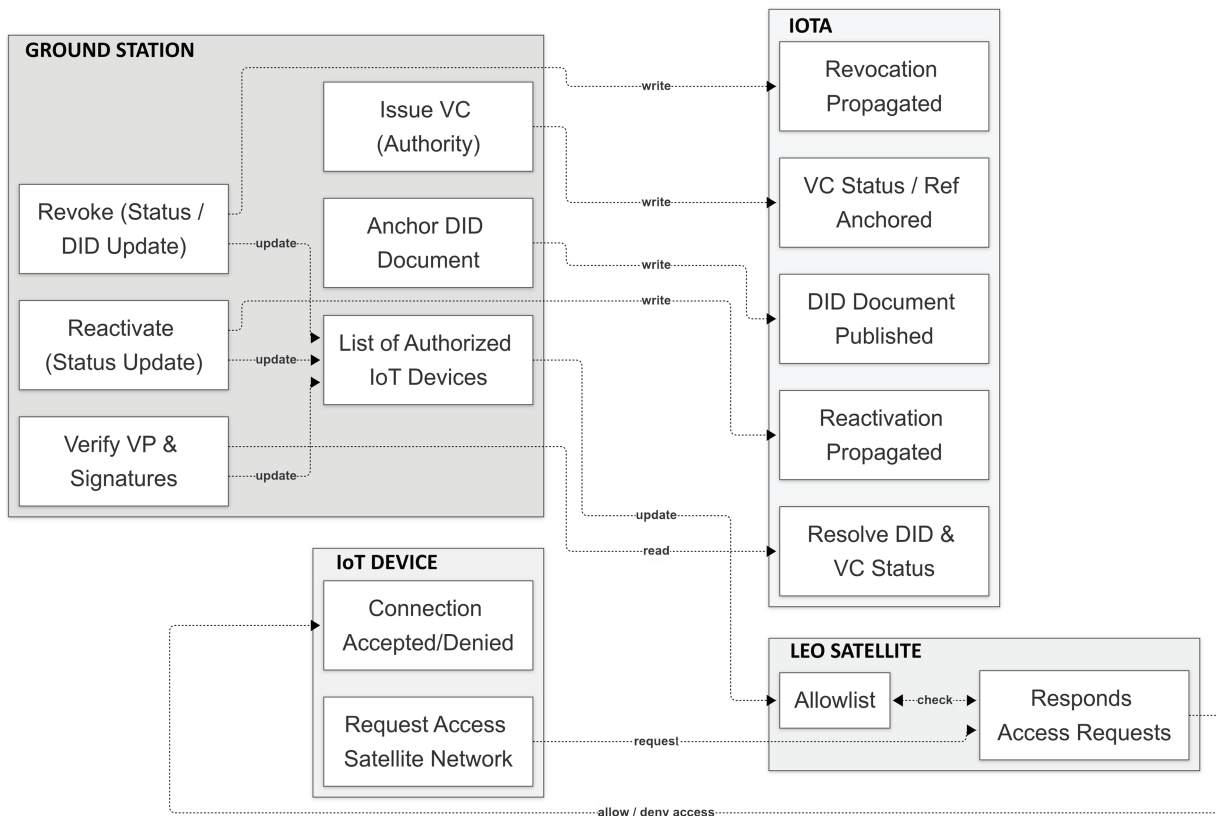 GROUND STATION
Issue VC
(Authority)
Revoke (Status /
DID Update)
Anchor DID
Document
Reactivate
(Status Update)
List of Authorized
IoT Devices
Verify VP &
Signatures
update
update
update
write
write
write
write
update
read
IOTA
Revocation
Propagated
VC Status / Ref
Anchored
DID Document
Published
Reactivation
Propagated
Resolve DID &
VC Status
IoT DEVICE
Connection
Accepted/Denied
Request Access
Satellite Network
request
LEO SATELLITE
Allowlist
check
Responds
Access Requests
allow / deny access